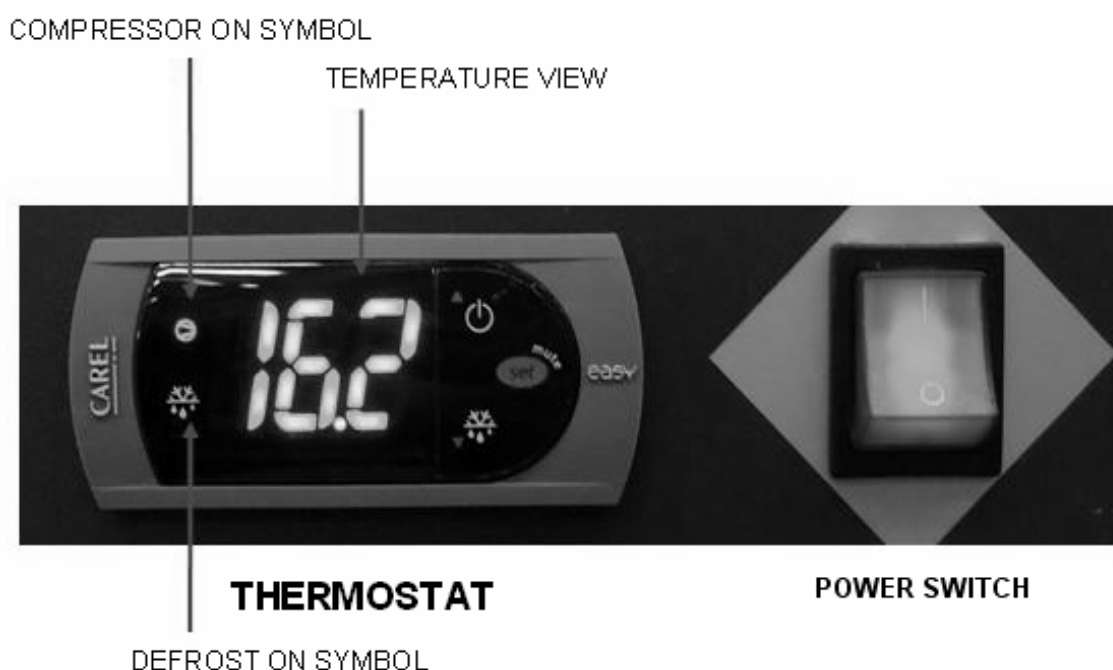 COMPRESSOR ON SYMBOL
TEMPERATURE VIEW
CAREL
16.2
mute
set
easy
THERMOSTAT
POWER SWITCH
DEFROST ON SYMBOL